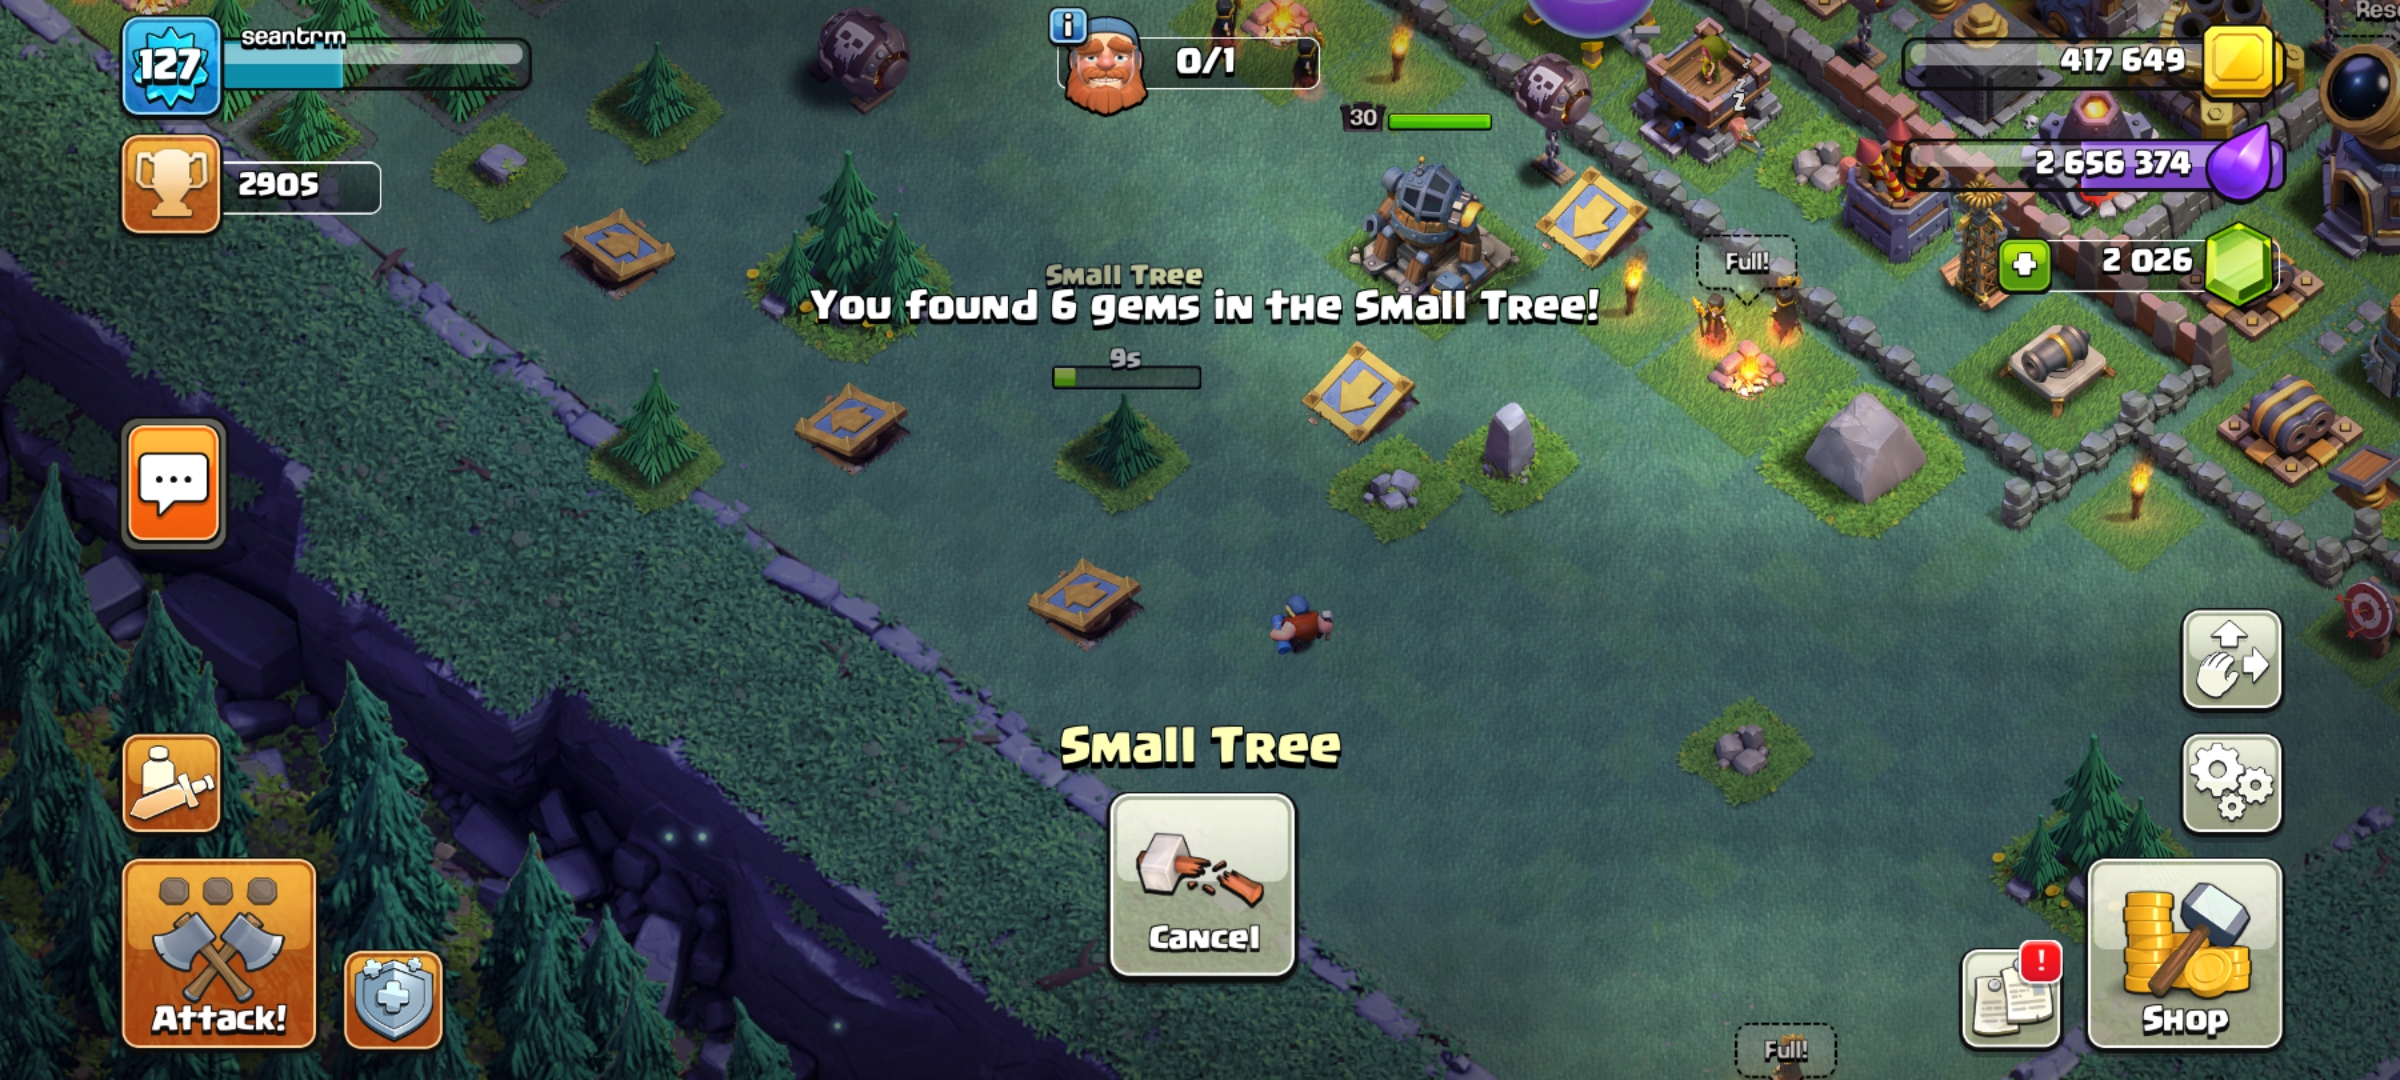 127
seantrm
i
0/1
417 649
30
2 656 374
2905
z
z
z
Full!
2 026
Small Tree
You found 6 gems in the Small Tree!
9s
Small Tree
Cancel
!
Attack!
Shop
Full!